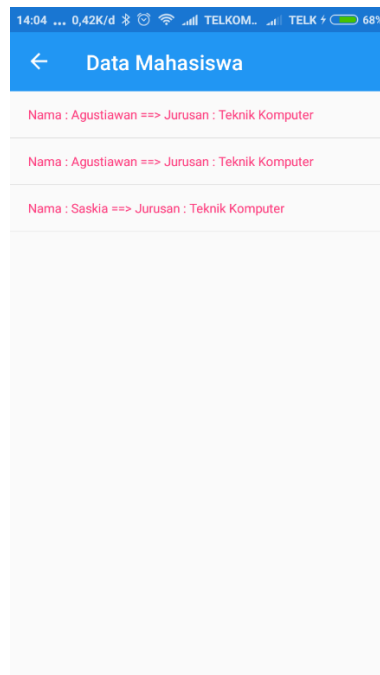 14:04 ... 0,42K/d TELKOM.. TELK 68%
Data Mahasiswa
Nama : Agustiawan ==> Jurusan : Teknik Komputer
Nama : Agustiawan ==> Jurusan : Teknik Komputer
Nama : Saskia ==> Jurusan : Teknik Komputer